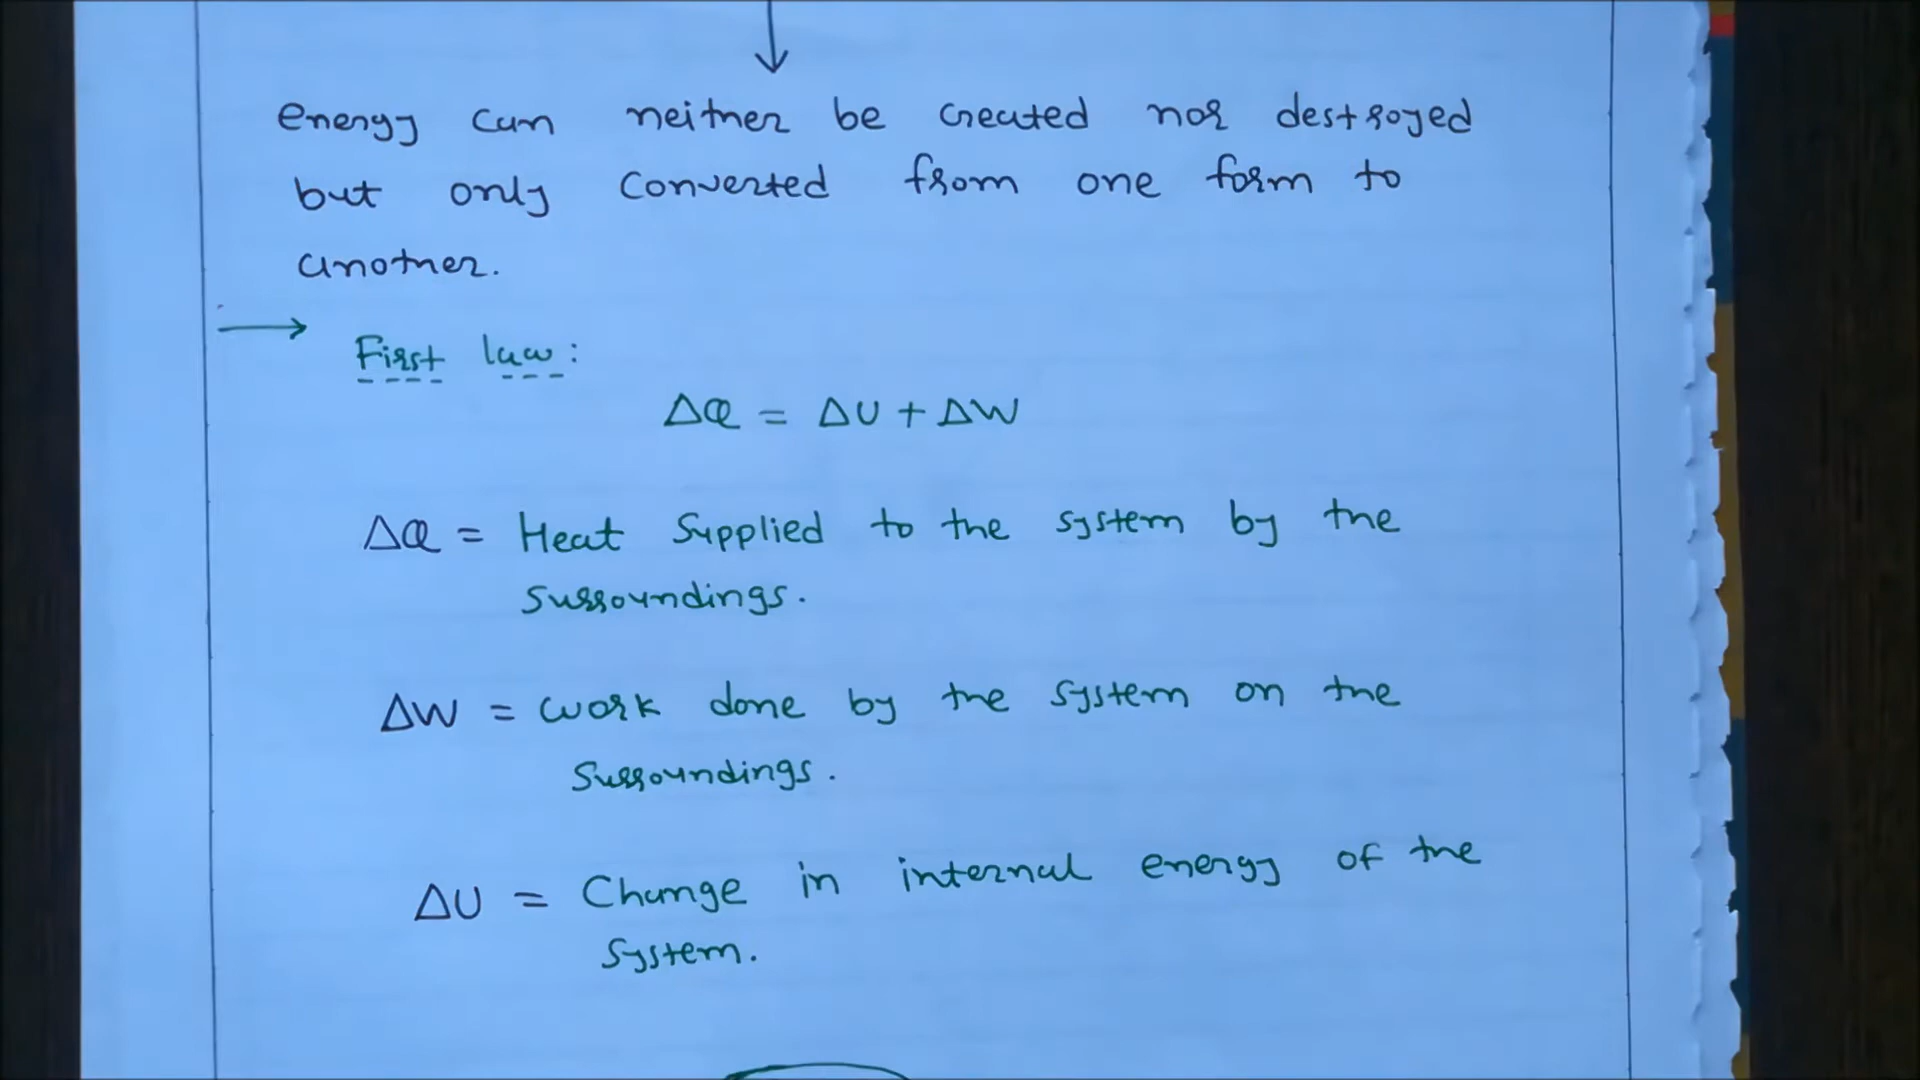 energy can neither be created nor destroyed
but only converted from one form to
another.
First law:
ΔQ = ΔU + ΔW
ΔQ = Heat Supplied to the system by the
surroundings.
ΔW = work done by the system on the
surroundings.
ΔU = Change in internal energy of the
system.